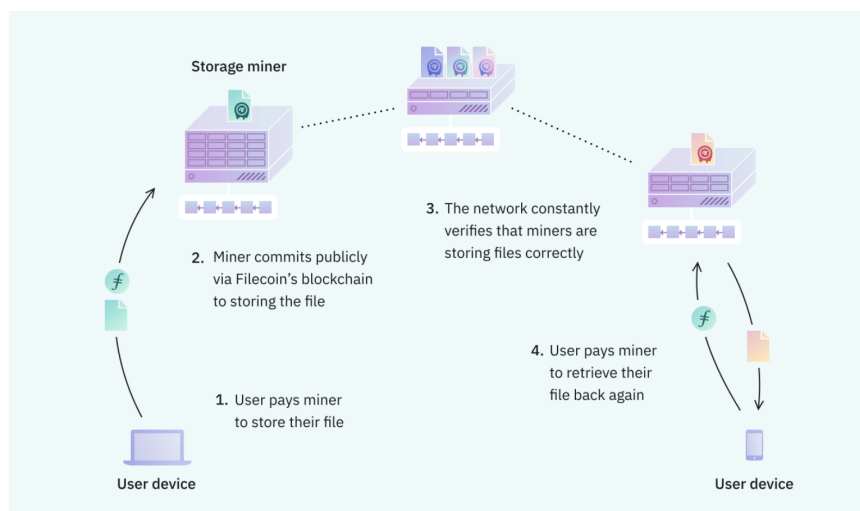 Storage miner
2. Miner commits publicly
via Filecoin's blockchain
to storing the file
3. The network constantly
verifies that miners are
storing files correctly
1. User pays miner
to store their file
4. User pays miner
to retrieve their
file back again
User device
User device